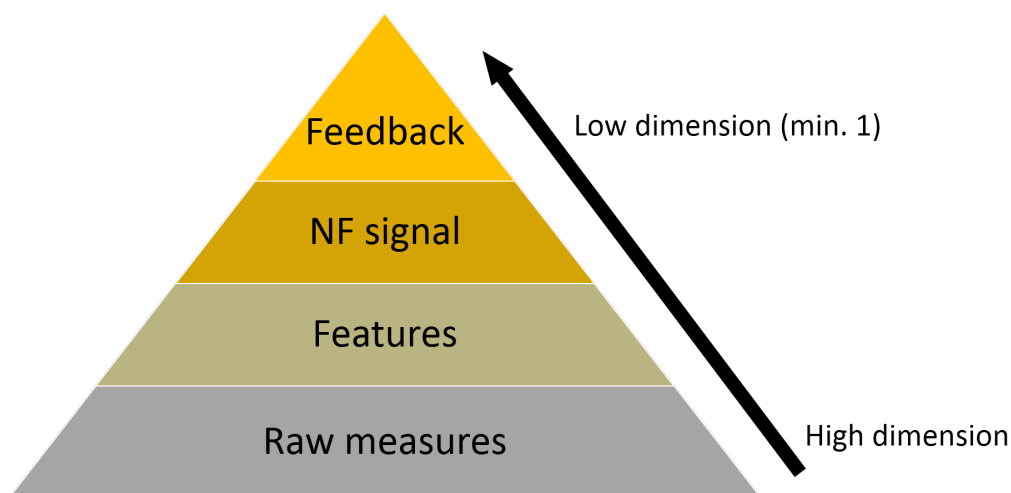 Feedback
Low dimension (min. 1)
NF signal
Features
Raw measures
High dimension